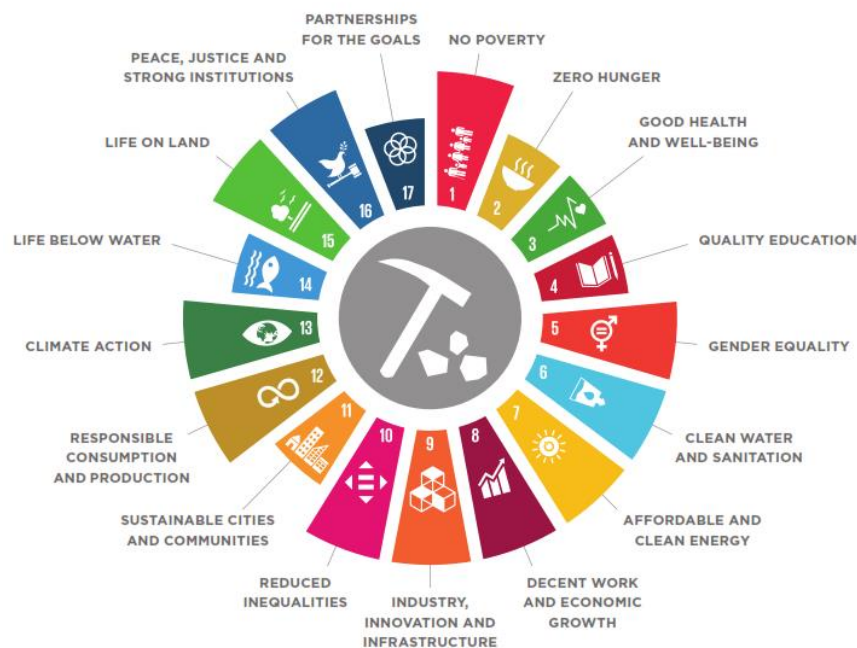 PARTNERSHIPS
FOR THE GOALS
NO POVERTY
PEACE, JUSTICE AND
STRONG INSTITUTIONS
ZERO HUNGER
GOOD HEALTH
AND WELL-BEING
LIFE ON LAND
QUALITY EDUCATION
LIFE BELOW WATER
GENDER EQUALITY
CLIMATE ACTION
CLEAN WATER
AND SANITATION
RESPONSIBLE
CONSUMPTION
AND PRODUCTION
AFFORDABLE AND
CLEAN ENERGY
SUSTAINABLE CITIES
AND COMMUNITIES
DECENT WORK
AND ECONOMIC
GROWTH
REDUCED
INEQUALITIES
INDUSTRY,
INNOVATION AND
INFRASTRUCTURE
1
2
3
4
5
6
7
8
9
10
11
12
13
14
15
16
17